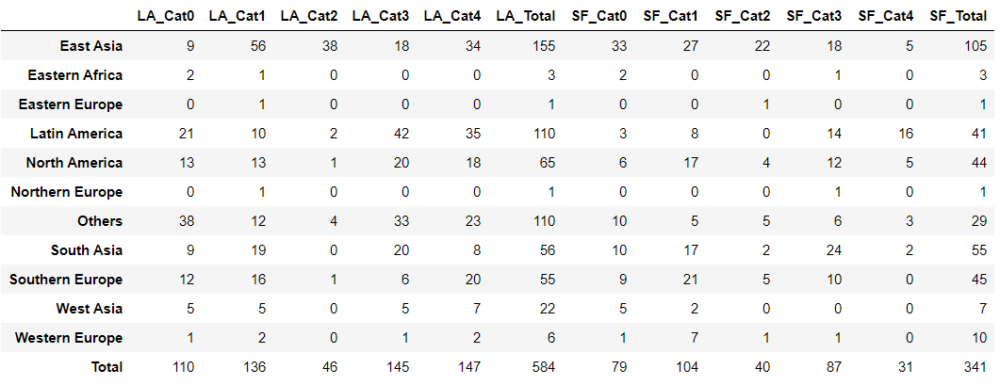 LA_Cat0 LA_Cat1 LA_Cat2 LA_Cat3 LA_Cat4 LA_Total SF_Cat0 SF_Cat1 SF_Cat2 SF_Cat3 SF_Cat4 SF_Total
East Asia 9 56 38 18 34 155 33 27 22 18 5 105
Eastern Africa 2 1 0 0 0 3 2 0 0 1 0 3
Eastern Europe 0 1 0 0 0 1 0 0 1 0 0 1
Latin America 21 10 2 42 35 110 3 8 0 14 16 41
North America 13 13 1 20 18 65 6 17 4 12 5 44
Northern Europe 0 1 0 0 0 1 0 0 0 1 0 1
Others 38 12 4 33 23 110 10 5 5 6 3 29
South Asia 9 19 0 20 8 56 10 17 2 24 2 55
Southern Europe 12 16 1 6 20 55 9 21 5 10 0 45
West Asia 5 5 0 5 7 22 5 2 0 0 0 7
Western Europe 1 2 0 1 2 6 1 7 1 1 0 10
Total 110 136 46 145 147 584 79 104 40 87 31 341